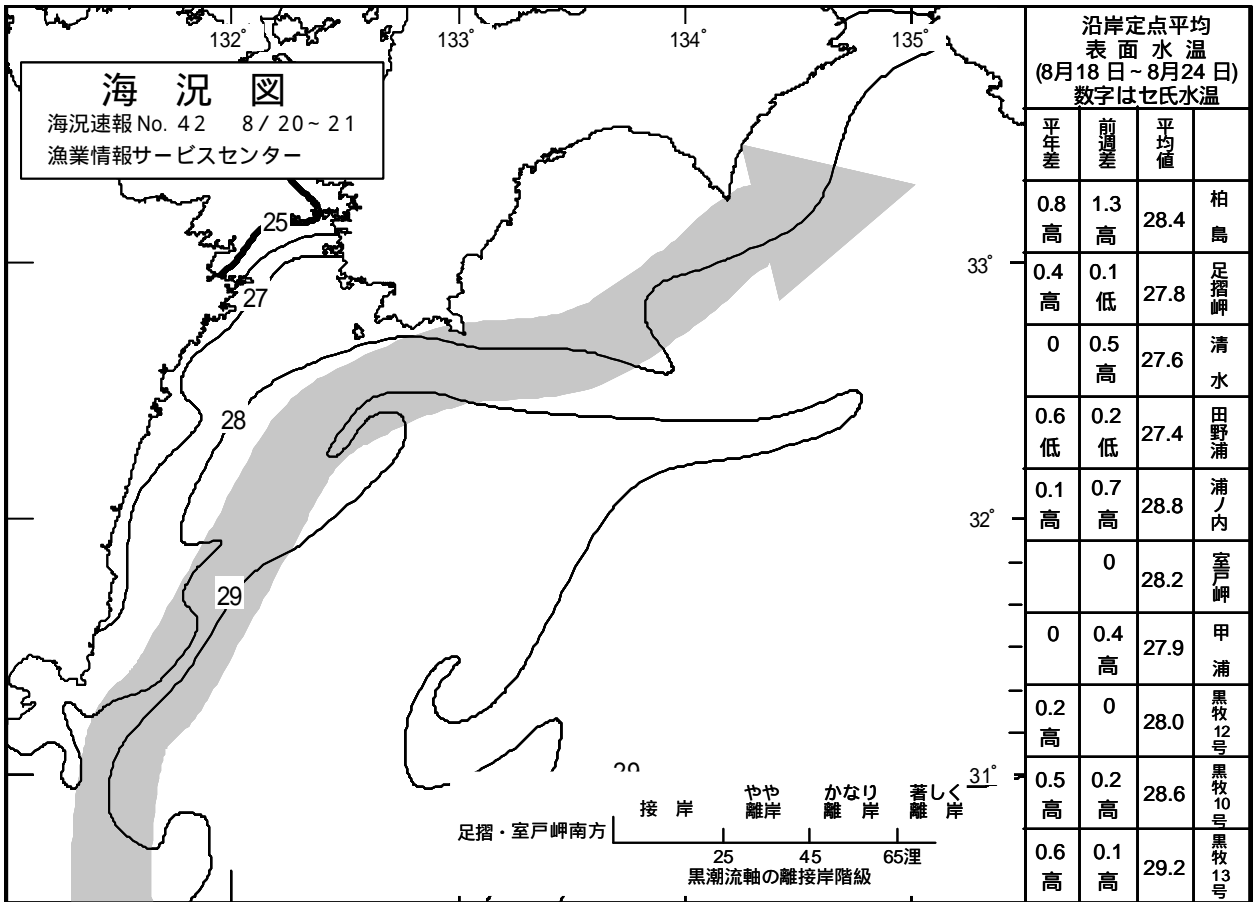 132°
133°
134°
135°
海 況 図
海況速報 No. 42 8/20~21
漁業情報サービスセンター
25
27
28
29
33°
32°
31°
29
接 岸
やや離岸
かなり離 岸
著しく離 岸
足摺・室戸岬南方
25 45 65浬
黒潮流軸の離接岸階級
沿岸定点平均
表 面 水 温
(8月18日~8月24日)
数字はセ氏水温
平年差 前週差 平均値
0.8高 1.3高 28.4 柏島
0.4高 0.1低 27.8 足摺岬
0 0.5高 27.6 清水
0.6低 0.2低 27.4 田野浦
0.1高 0.7高 28.8 浦ノ内
0 28.2 室戸岬
0 0.4高 27.9 甲浦
0.2高 0 28.0 黒牧12号
0.5高 0.2高 28.6 黒牧10号
0.6高 0.1高 29.2 黒牧13号